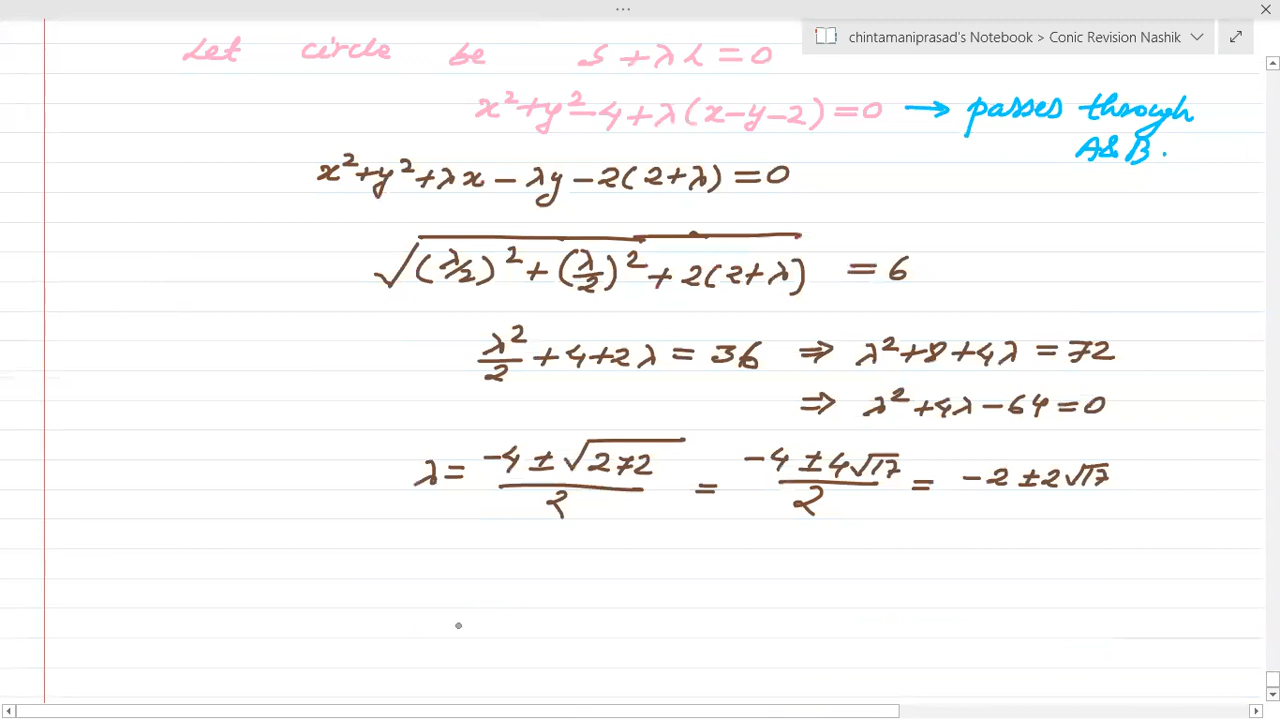 ...
chintamaniprasad's Notebook > Conic Revision Nashik
Let circle be S + λL = 0
x² + y² - 4 + λ(x - y - 2) = 0 → passes through
A & B.
x² + y² + λx - λy - 2(2 + λ) = 0
√((λ/2)² + (λ/2)² + 2(2 + λ)) = 6
λ²/2 + 4 + 2λ = 36 ⇒ λ² + 8 + 4λ = 72
⇒ λ² + 4λ - 64 = 0
λ = (-4 ± √272)/2 = (-4 ± 4√17)/2 = -2 ± 2√17